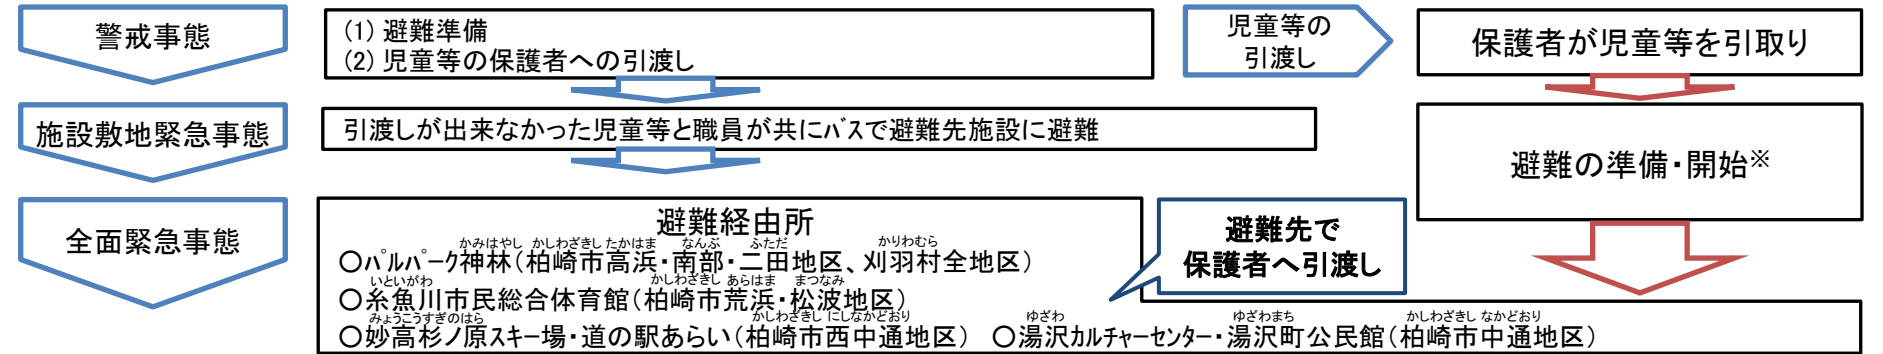 警戒事態
(1) 避難準備
(2) 児童等の保護者への引渡し
児童等の
引渡し
保護者が児童等を引取り
施設敷地緊急事態
引渡しが出来なかった児童等と職員が共にﾊﾞｽで避難先施設に避難
避難の準備・開始※
全面緊急事態
避難経由所
かみはやし かしわざきし たかはま なんぶ ふただ かりわむら
○ﾊﾟﾙﾊﾟｰｸ神林（柏崎市高浜・南部・二田地区、刈羽村全地区）
いといがわ かしわざきし あらはま まつなみ
○糸魚川市民総合体育館（柏崎市荒浜・松波地区）
みょうこうすぎのはら かしわざきし にしなかどおり ゆざわ ゆざわまち かしわざきし なかどおり
○妙高杉ノ原ｽｷｰ場・道の駅あらい（柏崎市西中通地区） ○湯沢ｶﾙﾁｬｰｾﾝﾀｰ・湯沢町公民館（柏崎市中通地区）
避難先で
保護者へ引渡し